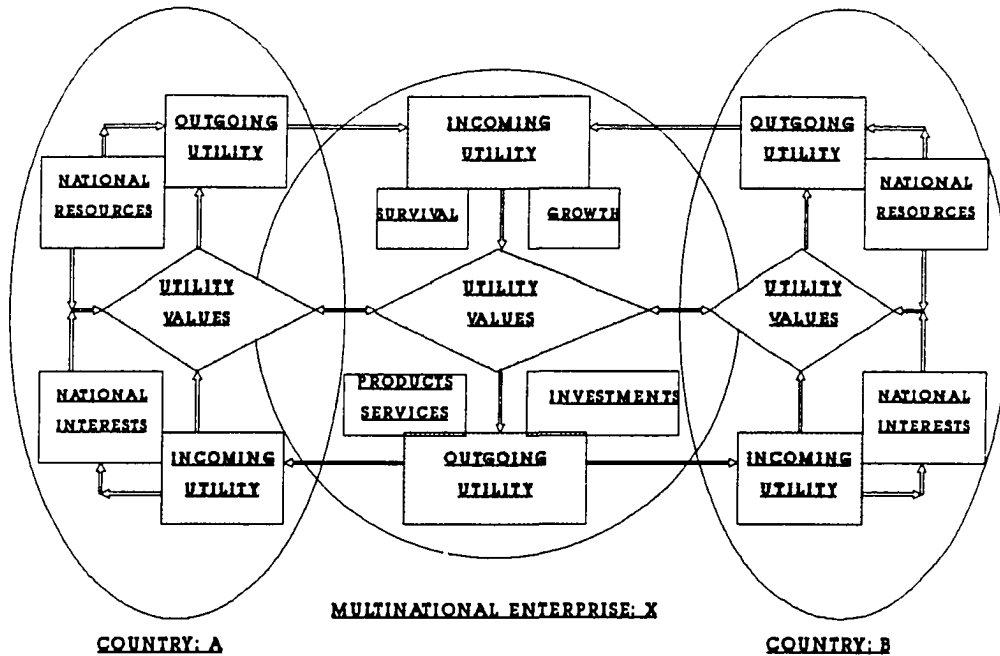 OUTGOING
UTILITY
NATIONAL
RESOURCES
UTILITY
VALUES
NATIONAL
INTERESTS
INCOMING
UTILITY
INCOMING
UTILITY
SURVIVAL
GROWTH
UTILITY
VALUES
PRODUCTS
SERVICES
INVESTMENTS
OUTGOING
UTILITY
OUTGOING
UTILITY
NATIONAL
RESOURCES
UTILITY
VALUES
NATIONAL
INTERESTS
INCOMING
UTILITY
MULTINATIONAL ENTERPRISE: X
COUNTRY: A
COUNTRY: B